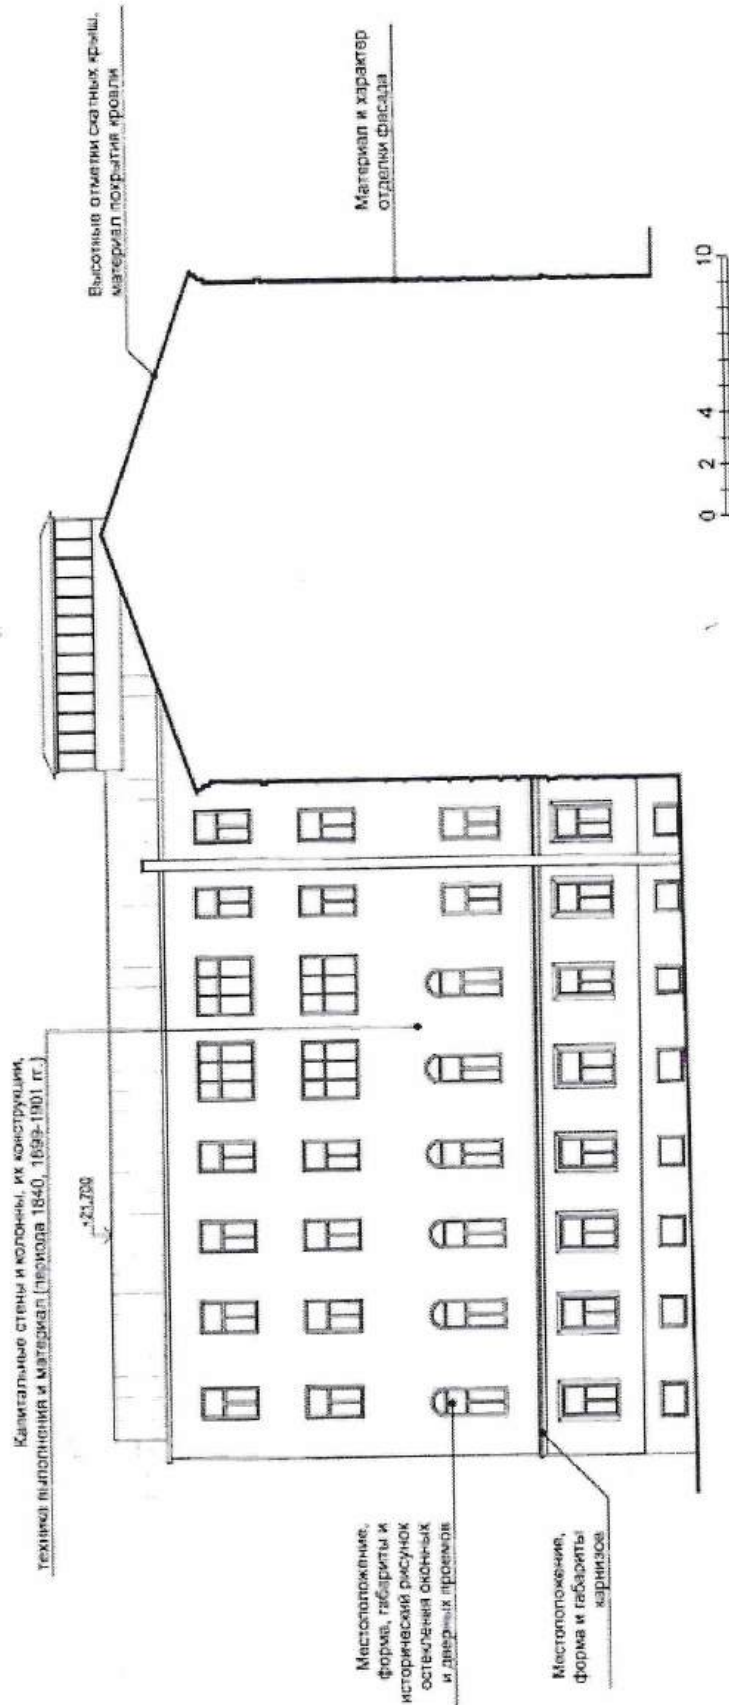 Капитальные стены и колонны, их конструкции,
техника выполнения и материал (периода 1840, 1899-1901 гг.)
Высотные отметки скатных крыш,
материал покрытия кровли
+21,700
Материал и характер
отделки фасада
Местоположение,
форма, габариты и
исторический рисунок
остекления оконных
и дверных проемов
Местоположение,
форма и габариты
карнизов
0 2 4 10